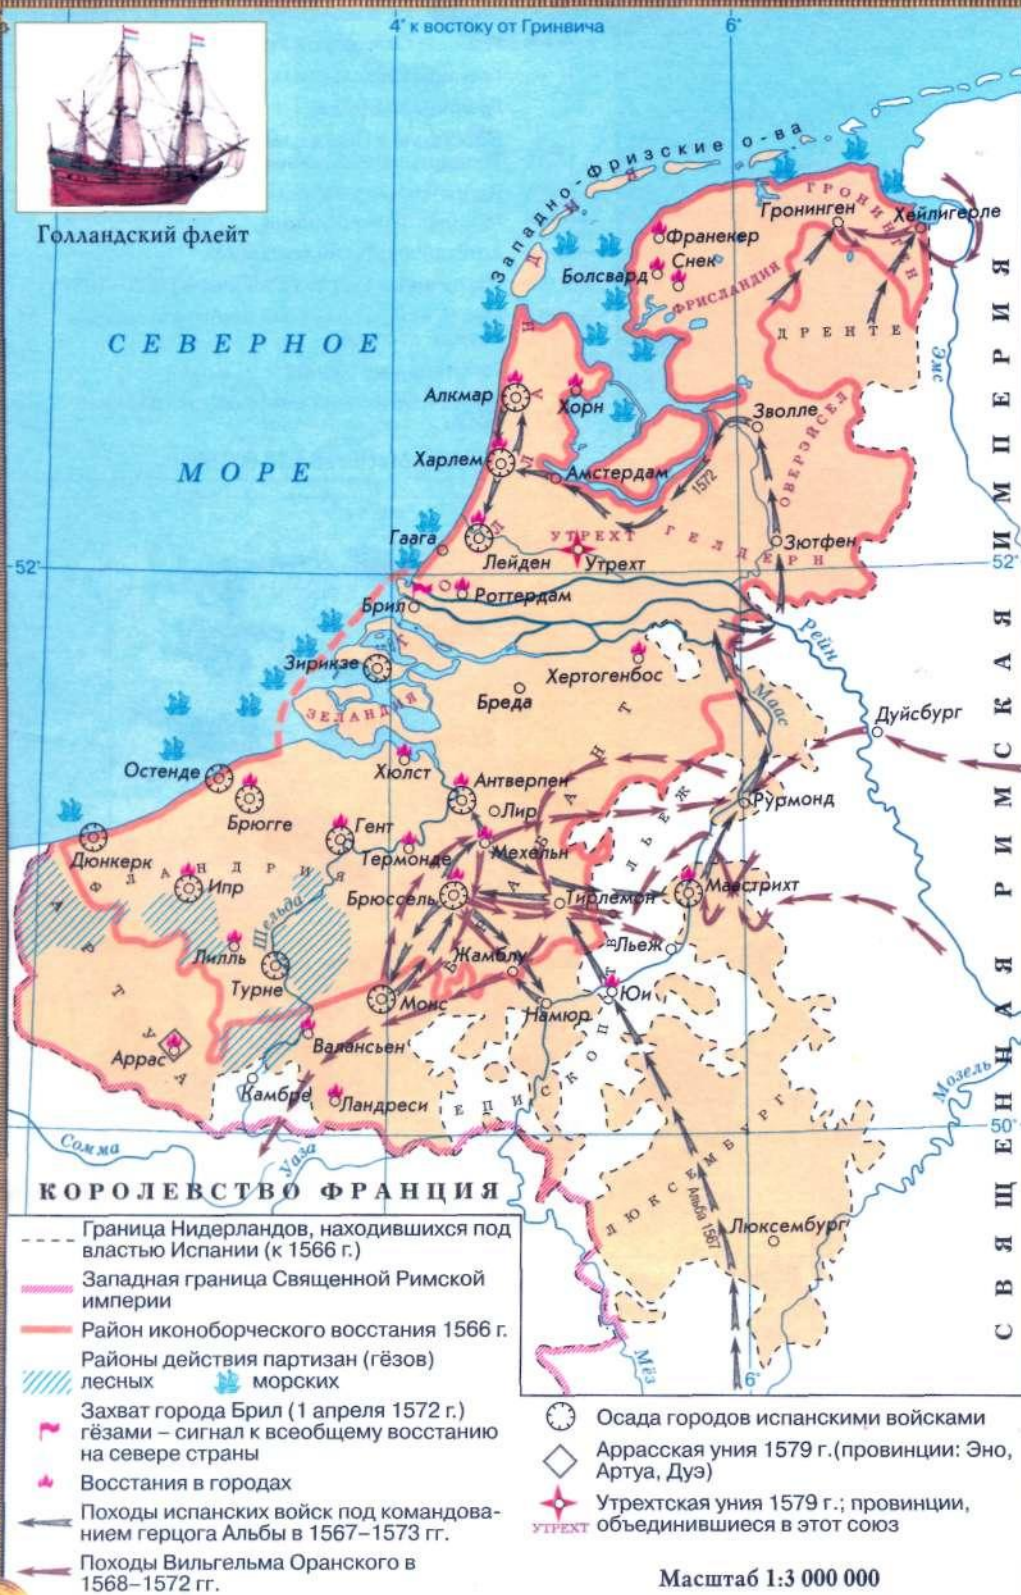 4° к востоку от Гринвича
6°
Голландский флейт
Западно-Фризские о-ва
СЕВЕРНОЕ
МОРЕ
ГРОНИНГЕН
Гронинген
Хейлигерле
Франекер
Снек
Болсвард
ФРИСЛАНДИЯ
ДРЕНТЕ
Эмс
Алкмар
Хорн
Зволле
ОВЕРЭЙСЕЛ
Харлем
Амстердам
1572
Гаага
Лейден
УТРЕХТ
Утрехт
ГЕЛДЕРН
Зютфен
52°
52°
ГОЛЛАНДИЯ
Брил
Роттердам
Рейн
Зирикзе
Хертогенбос
Бреда
Маас
ЗЕЛАНДИЯ
Дуйсбург
Остенде
Хюлст
Антверпен
Лир
Рурмонд
Брюгге
Гент
Дюнкерк
Термонде
Мехельн
БРАБАНТ
ФЛАНДРИЯ
Ипр
Брюссель
Тирлемон
Маастрихт
Шельда
Лилль
Турне
Жамблу
Льеж
Монс
Намюр
Юи
АРТУА
Аррас
Валансьен
Камбре
Ландреси
ЕПИСКОПСТВО ЛЬЕЖ
Мозель
50°
Сомма
Уаза
КОРОЛЕВСТВО ФРАНЦИЯ
СВЯЩЕННАЯ РИМСКАЯ ИМПЕРИЯ
ЛЮКСЕМБУРГ
Альба 1567
Люксембург
Мёз
6°
Граница Нидерландов, находившихся под
властью Испании (к 1566 г.)
Западная граница Священной Римской
империи
Район иконоборческого восстания 1566 г.
Районы действия партизан (гёзов)
лесных морских
Захват города Брил (1 апреля 1572 г.)
гёзами – сигнал к всеобщему восстанию
на севере страны
Восстания в городах
Походы испанских войск под командова-
нием герцога Альбы в 1567–1573 гг.
Походы Вильгельма Оранского в
1568–1572 гг.
Осада городов испанскими войсками
Аррасская уния 1579 г.(провинции: Эно,
Артуа, Дуэ)
Утрехтская уния 1579 г.; провинции,
УТРЕХТ объединившиеся в этот союз
Масштаб 1:3 000 000